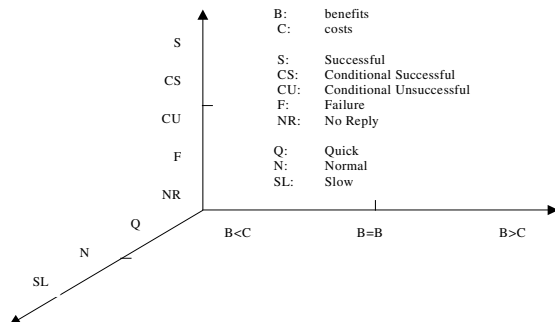 B: benefits
C: costs
S: Successful
CS: Conditional Successful
CU: Conditional Unsuccessful
F: Failure
NR: No Reply
Q: Quick
N: Normal
SL: Slow
S
CS
CU
F
NR
Q
N
SL
B<C B=B B>C